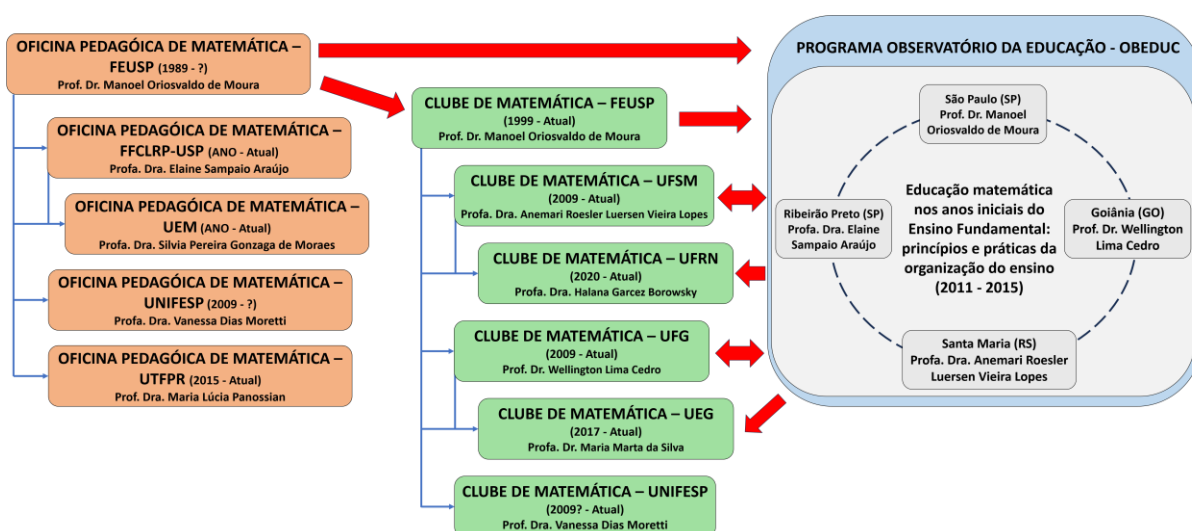 OFICINA PEDAGÓICA DE MATEMÁTICA –
FEUSP (1989 - ?)
Prof. Dr. Manoel Oriosvaldo de Moura
OFICINA PEDAGÓICA DE MATEMÁTICA –
FFCLRP-USP (ANO - Atual)
Profa. Dra. Elaine Sampaio Araújo
OFICINA PEDAGÓICA DE MATEMÁTICA –
UEM (ANO - Atual)
Profa. Dra. Silvia Pereira Gonzaga de Moraes
OFICINA PEDAGÓICA DE MATEMÁTICA –
UNIFESP (2009 - ?)
Profa. Dra. Vanessa Dias Moretti
OFICINA PEDAGÓICA DE MATEMÁTICA –
UTFPR (2015 - Atual)
Prof. Dra. Maria Lúcia Panossian
CLUBE DE MATEMÁTICA – FEUSP
(1999 - Atual)
Prof. Dr. Manoel Oriosvaldo de Moura
CLUBE DE MATEMÁTICA – UFSM
(2009 - Atual)
Profa. Dra. Anemari Roesler Luersen Vieira Lopes
CLUBE DE MATEMÁTICA – UFRN
(2020 - Atual)
Profa. Dra. Halana Garcez Borowsky
CLUBE DE MATEMÁTICA – UFG
(2009 - Atual)
Prof. Dr. Wellington Lima Cedro
CLUBE DE MATEMÁTICA – UEG
(2017 - Atual)
Profa. Dr. Maria Marta da Silva
CLUBE DE MATEMÁTICA – UNIFESP
(2009? - Atual)
Prof. Dra. Vanessa Dias Moretti
PROGRAMA OBSERVATÓRIO DA EDUCAÇÃO - OBEDUC
São Paulo (SP)
Prof. Dr. Manoel
Oriosvaldo de Moura
Ribeirão Preto (SP)
Profa. Dra. Elaine
Sampaio Araújo
Educação matemática
nos anos iniciais do
Ensino Fundamental:
princípios e práticas da
organização do ensino
(2011 - 2015)
Goiânia (GO)
Prof. Dr. Wellington
Lima Cedro
Santa Maria (RS)
Profa. Dra. Anemari Roesler
Luersen Vieira Lopes